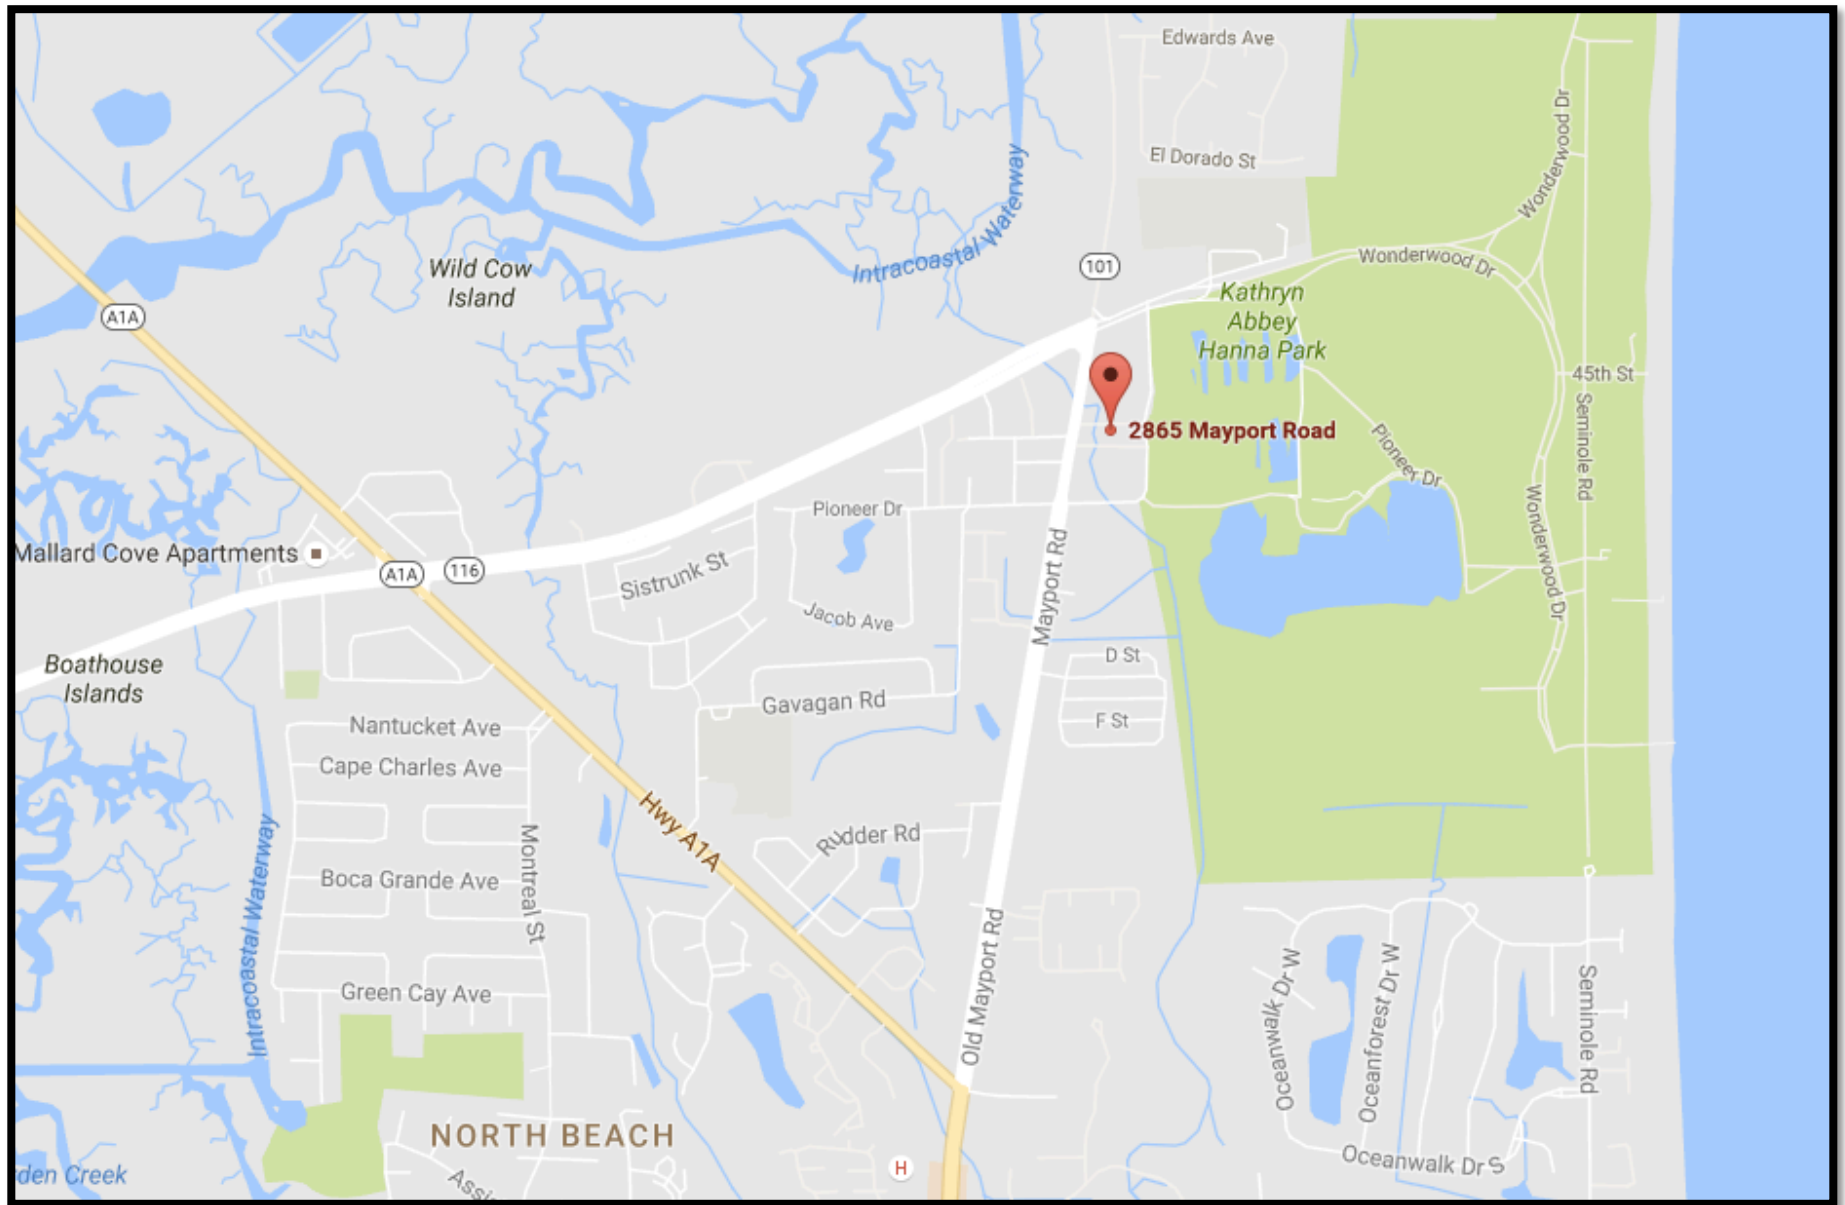 Edwards Ave
El Dorado St
Wonderwood Dr
Wonderwood Dr
Intracoastal Waterway
Wild Cow
Island
101
Kathryn
Abbey
Hanna Park
A1A
45th St
Seminole Rd
2865 Mayport Road
Pioneer Dr
Pioneer Dr
Wonderwood Dr
Mallard Cove Apartments
A1A
116
Sistrunk St
Jacob Ave
Mayport Rd
Boathouse
Islands
D St
Gavagan Rd
F St
Nantucket Ave
Cape Charles Ave
Hwy A1A
Rudder Rd
Montreal St
Boca Grande Ave
Intracoastal Waterway
Old Mayport Rd
Green Cay Ave
Oceanwalk Dr W
Oceanforest Dr W
Seminole Rd
NORTH BEACH
H
Oceanwalk Dr S
den Creek
Assi